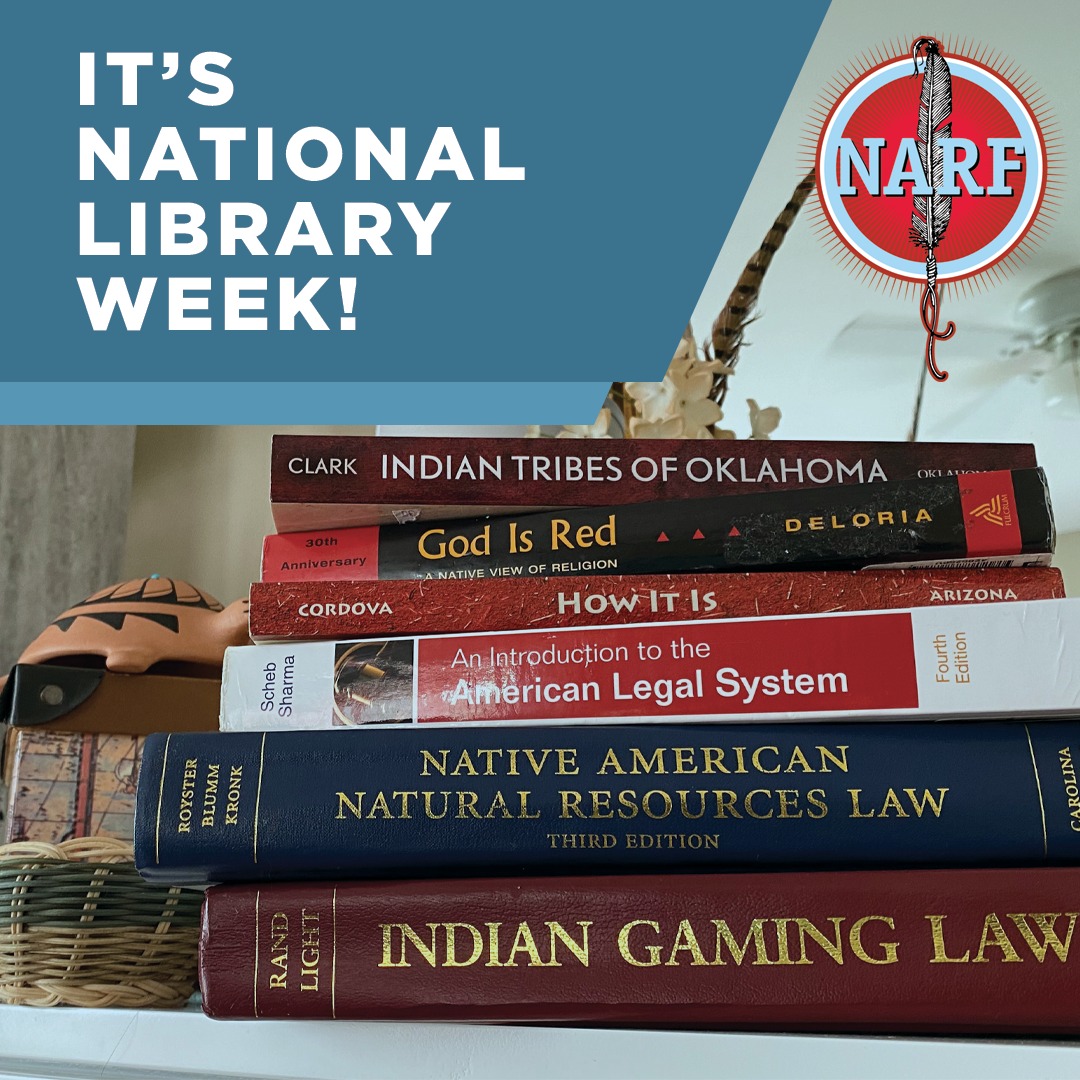 IT'S
NATIONAL
LIBRARY
WEEK!
NARF
CLARK INDIAN TRIBES OF OKLAHOMA OKLAHOMA
30th
Anniversary
God Is Red
A NATIVE VIEW OF RELIGION
DELORIA
FULCRUM
CORDOVA HOW IT IS ARIZONA
Scheb
Sharma
An Introduction to the
American Legal System
Fourth
Edition
ROYSTER
BLUMM
KRONK
NATIVE AMERICAN
NATURAL RESOURCES LAW
THIRD EDITION
CAROLINA
RAND
LIGHT
INDIAN GAMING LAW